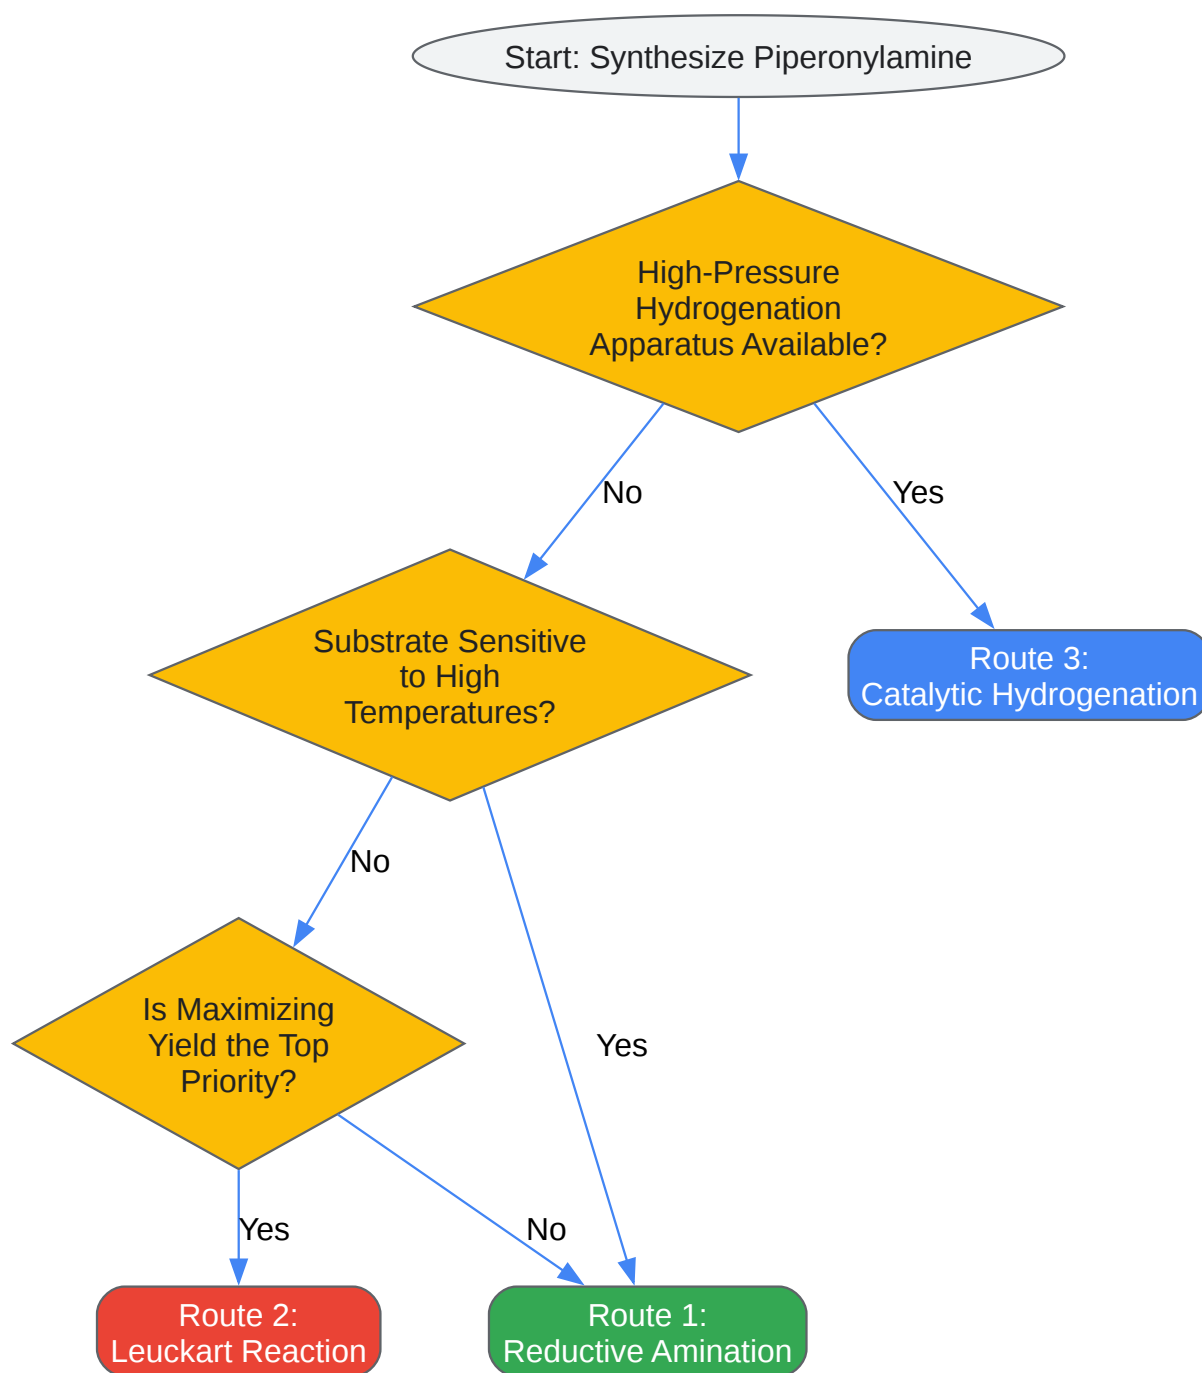 Start: Synthesize Piperonylamine
High-Pressure
Hydrogenation
Apparatus Available?
No
Yes
Substrate Sensitive
to High
Temperatures?
Route 3:
Catalytic Hydrogenation
No
Yes
Is Maximizing
Yield the Top
Priority?
Yes
No
Route 2:
Leuckart Reaction
Route 1:
Reductive Amination